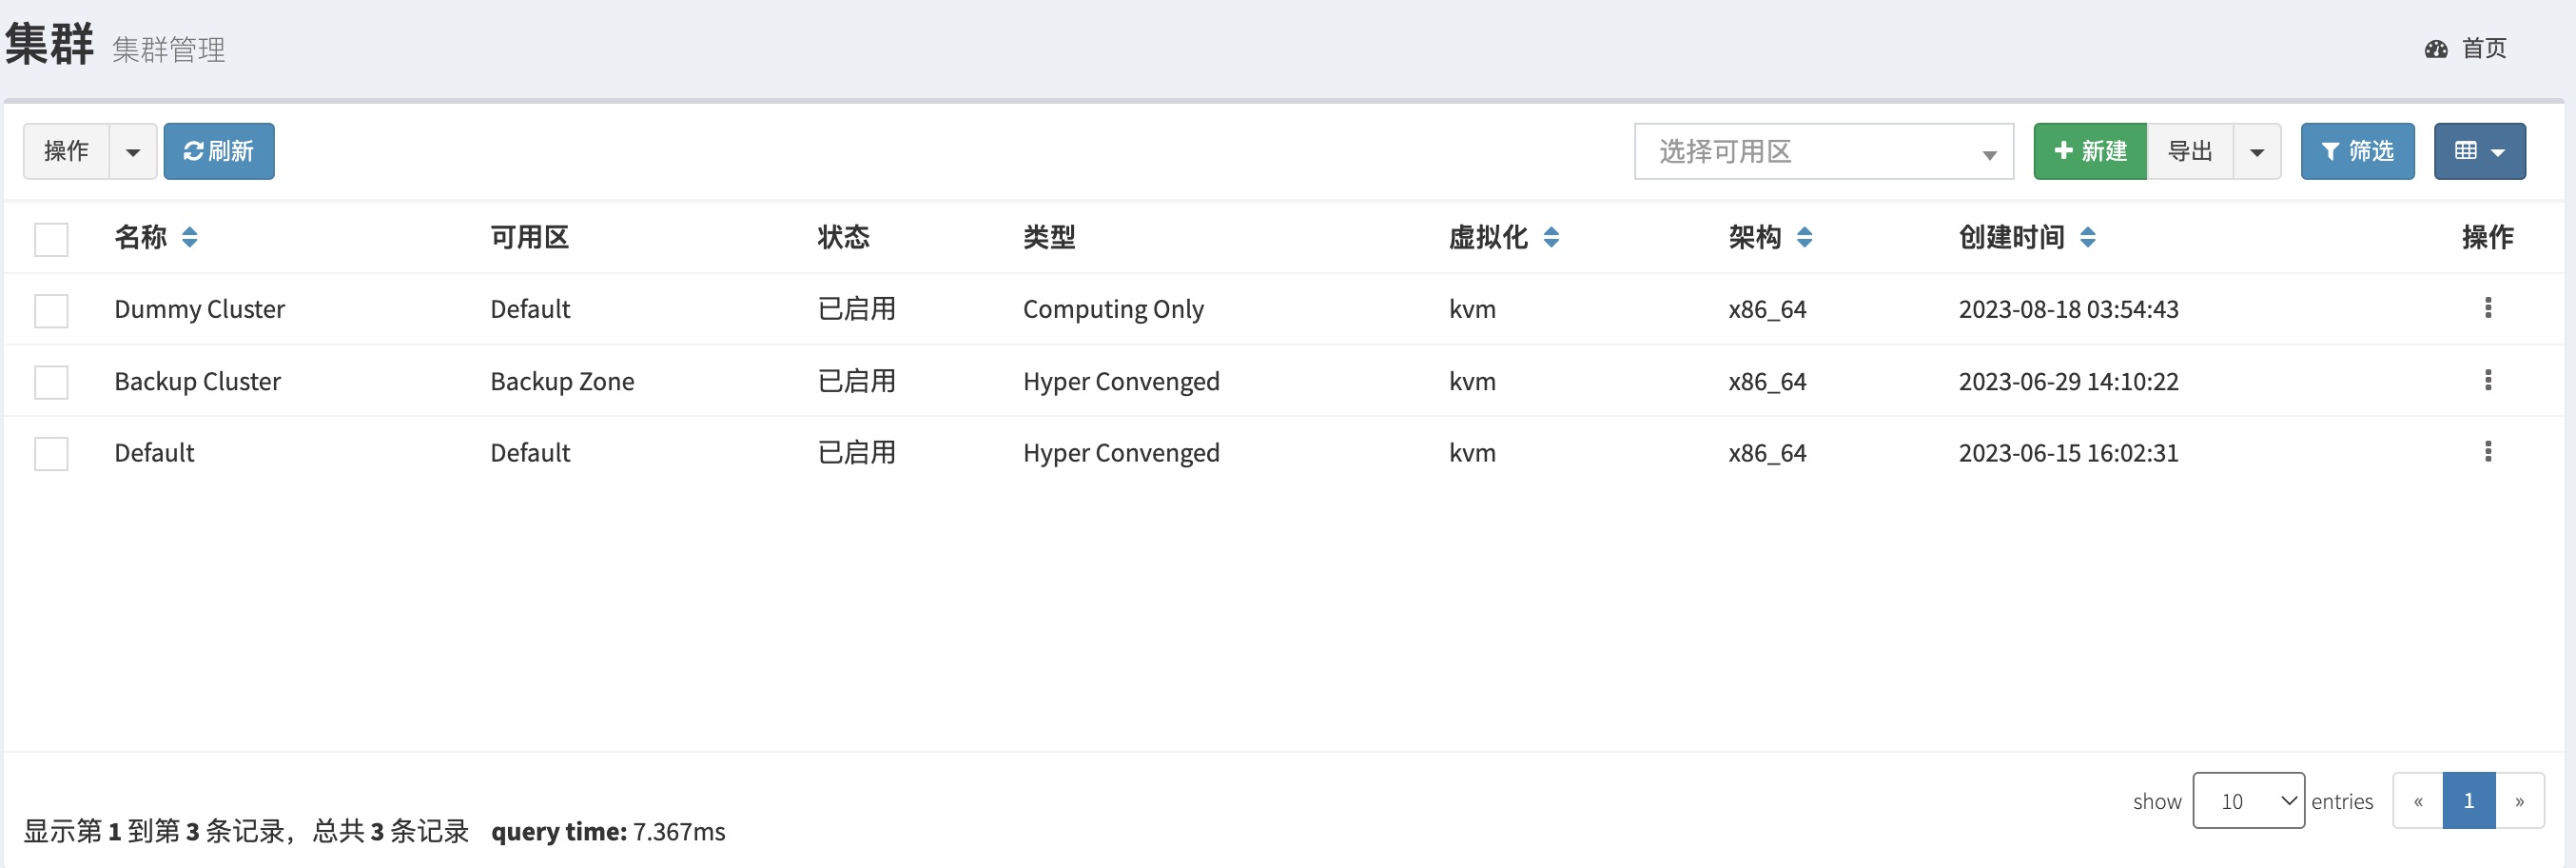 集群 集群管理 首页
操作 刷新 选择可用区 新建 导出 筛选
名称 可用区 状态 类型 虚拟化 架构 创建时间 操作
Dummy Cluster Default 已启用 Computing Only kvm x86_64 2023-08-18 03:54:43
Backup Cluster Backup Zone 已启用 Hyper Convenged kvm x86_64 2023-06-29 14:10:22
Default Default 已启用 Hyper Convenged kvm x86_64 2023-06-15 16:02:31
show 10 entries « 1 »
显示第 1 到第 3 条记录，总共 3 条记录 query time: 7.367ms